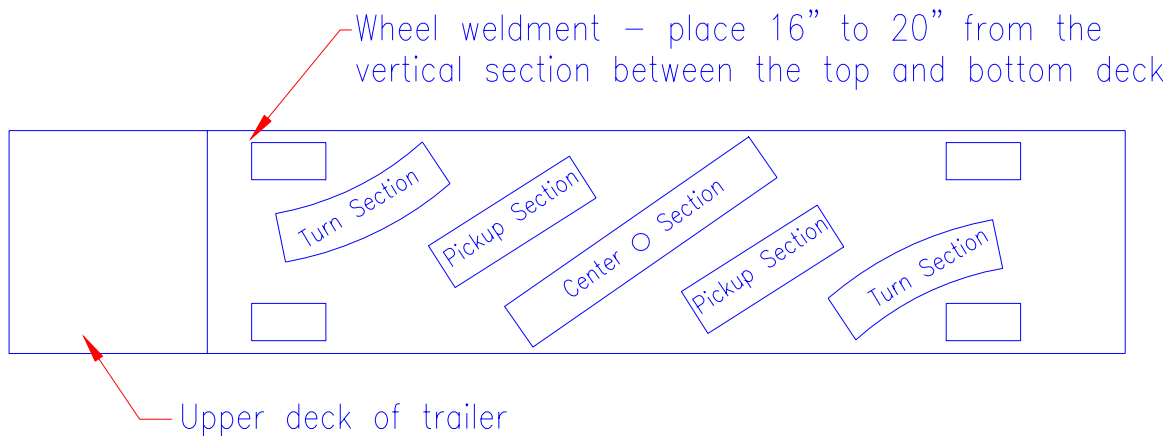 Wheel weldment – place 16” to 20” from the
vertical section between the top and bottom deck
Turn Section
Pickup Section
Center Section
Pickup Section
Turn Section
Upper deck of trailer